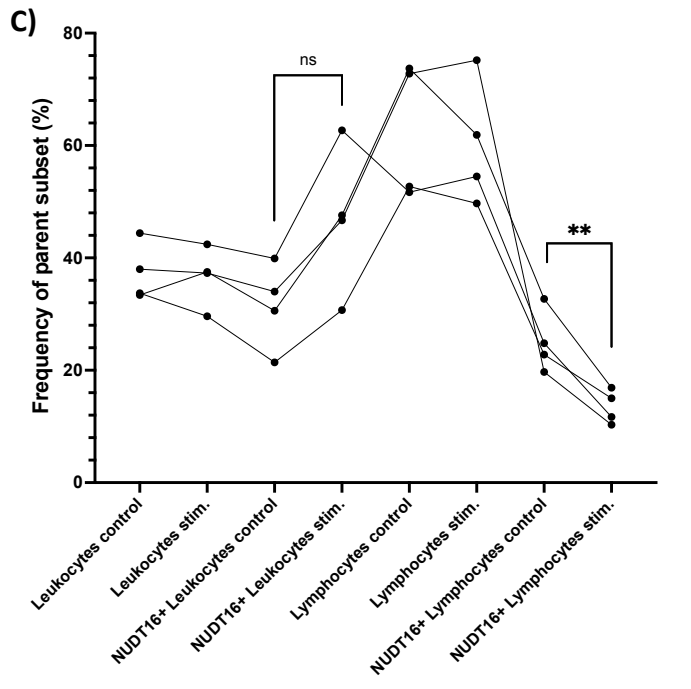 C)
Frequency of parent subset (%)
80
60
40
20
0
ns
**
Leukocytes control
Leukocytes stim.
NUDT16+ Leukocytes control
NUDT16+ Leukocytes stim.
Lymphocytes control
Lymphocytes stim.
NUDT16+ Lymphocytes control
NUDT16+ Lymphocytes stim.